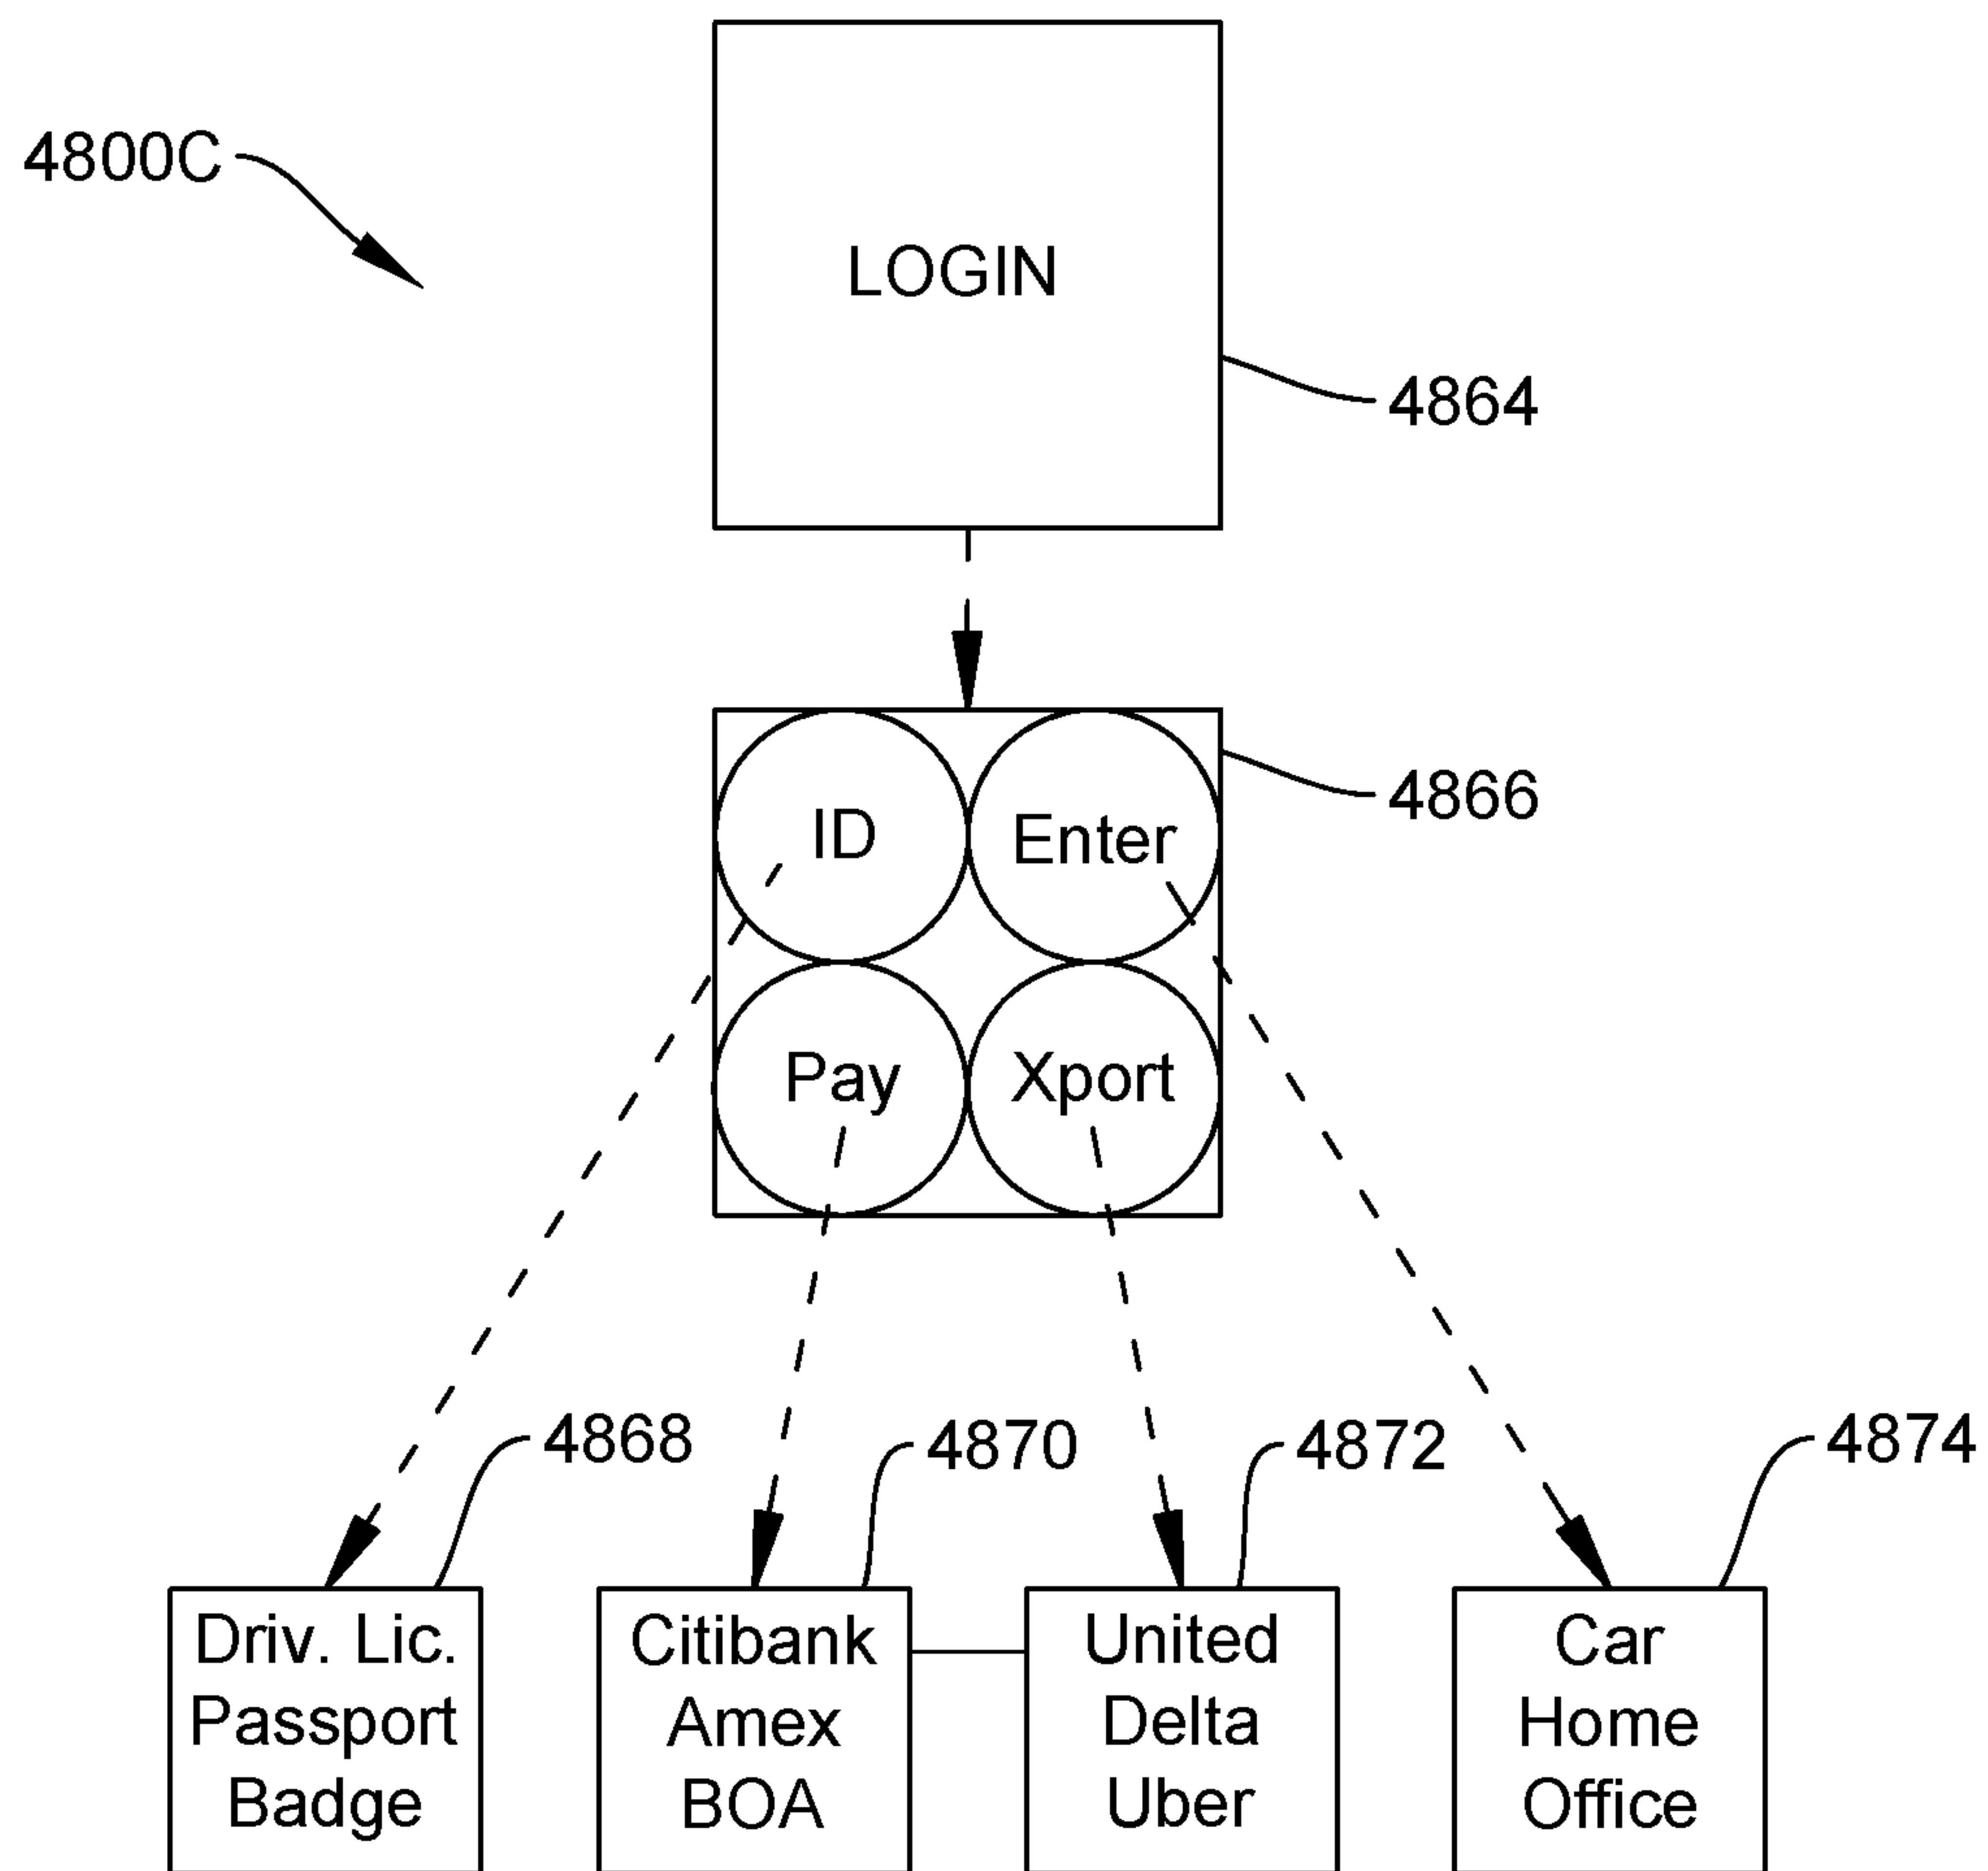 4800C
LOGIN
4864
4866
ID
Enter
Pay
Xport
4868
4870
4872
4874
Driv. Lic.
Passport
Badge
Citibank
Amex
BOA
United
Delta
Uber
Car
Home
Office